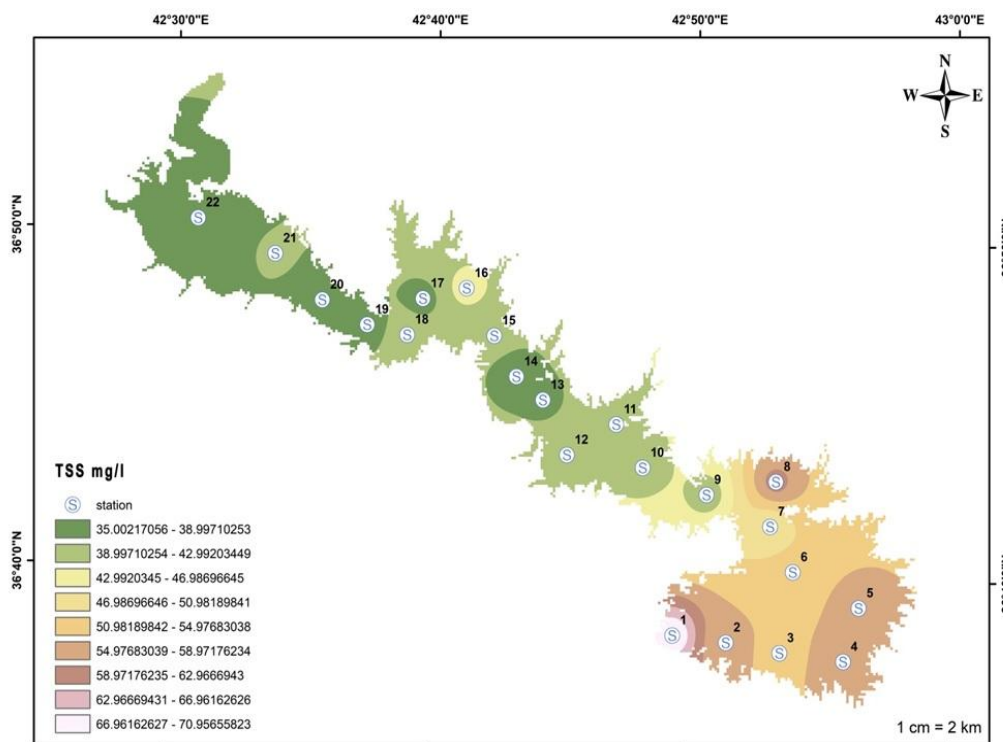 42°30'0"E
42°40'0"E
42°50'0"E
43°0'0"E
N
W
E
S
36°50'0"N
36°40'0"N
22
21
20
19
17
16
18
15
14
13
11
12
10
9
8
7
6
5
1
2
3
4
TSS mg/l
S station
35.00217056 - 38.99710253
38.99710254 - 42.99203449
42.9920345 - 46.98696645
46.98696646 - 50.98189841
50.98189842 - 54.97683038
54.97683039 - 58.97176234
58.97176235 - 62.9666943
62.96669431 - 66.96162626
66.96162627 - 70.95655823
1 cm = 2 km